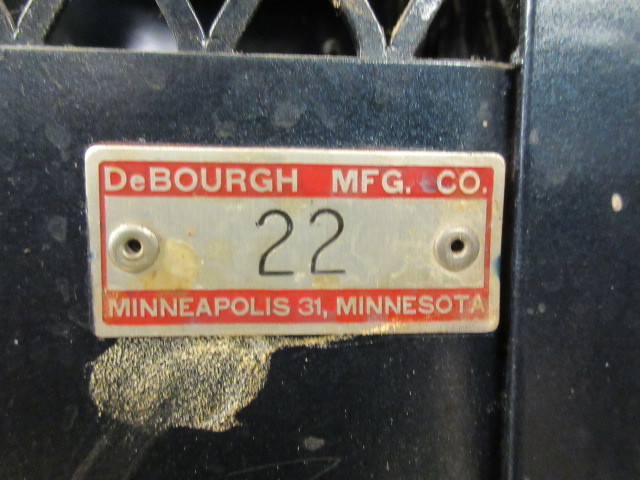 DeBOURGH MFG. CO.
22
MINNEAPOLIS 31, MINNESOTA